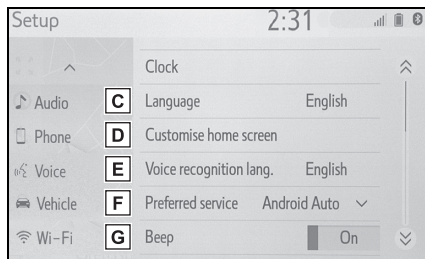 Setup 2:31
Clock
Audio C Language English
Phone D Customise home screen
Voice E Voice recognition lang. English
Vehicle F Preferred service Android Auto
Wi-Fi G Beep On